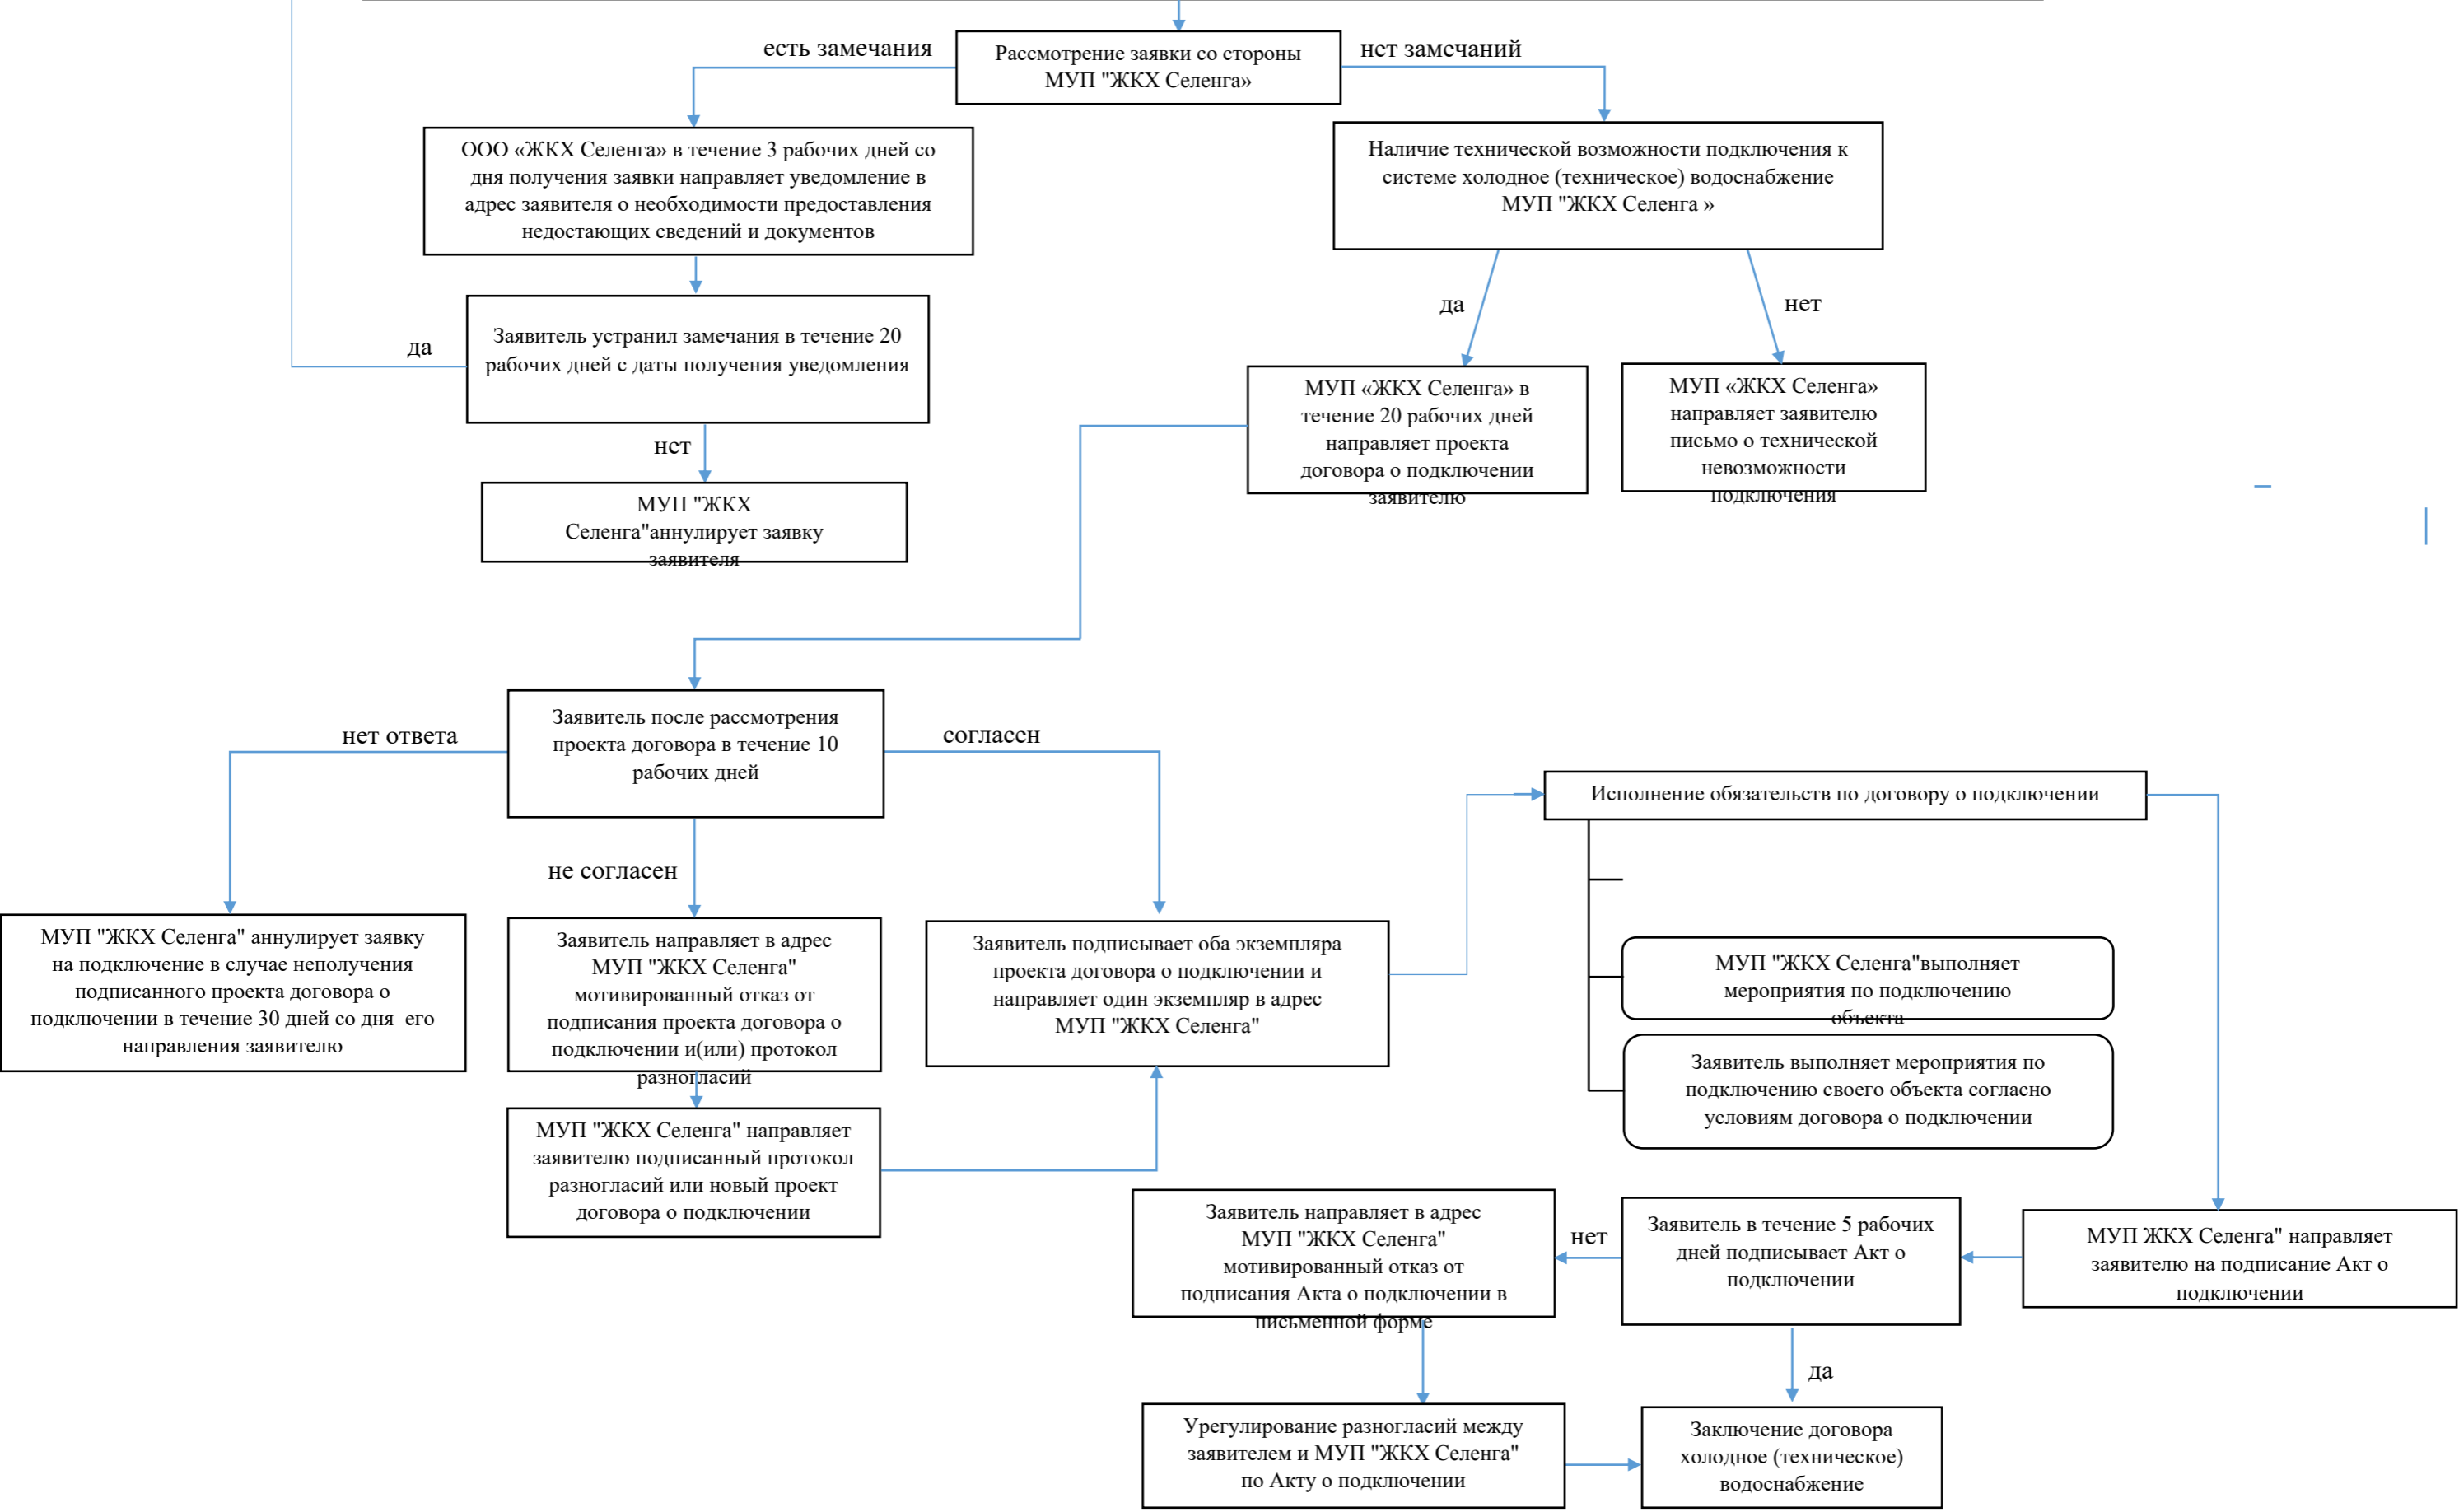 есть замечания
Рассмотрение заявки со стороны
МУП "ЖКХ Селенга»
нет замечаний
ООО «ЖКХ Селенга» в течение 3 рабочих дней со
дня получения заявки направляет уведомление в
адрес заявителя о необходимости предоставления
недостающих сведений и документов
Наличие технической возможности подключения к
системе холодное (техническое) водоснабжение
МУП "ЖКХ Селенга »
да
нет
да
Заявитель устранил замечания в течение 20
рабочих дней с даты получения уведомления
МУП «ЖКХ Селенга» в
течение 20 рабочих дней
направляет проекта
договора о подключении
заявителю
МУП «ЖКХ Селенга»
направляет заявителю
письмо о технической
невозможности
подключения
нет
МУП "ЖКХ
Селенга"аннулирует заявку
заявителя
нет ответа
Заявитель после рассмотрения
проекта договора в течение 10
рабочих дней
согласен
Исполнение обязательств по договору о подключении
не согласен
МУП "ЖКХ Селенга" аннулирует заявку
на подключение в случае неполучения
подписанного проекта договора о
подключении в течение 30 дней со дня  его
направления заявителю
Заявитель направляет в адрес
МУП "ЖКХ Селенга"
мотивированный отказ от
подписания проекта договора о
подключении и(или) протокол
разногласий
Заявитель подписывает оба экземпляра
проекта договора о подключении и
направляет один экземпляр в адрес
МУП "ЖКХ Селенга"
МУП "ЖКХ Селенга"выполняет
мероприятия по подключению
объекта
Заявитель выполняет мероприятия по
подключению своего объекта согласно
условиям договора о подключении
МУП "ЖКХ Селенга" направляет
заявителю подписанный протокол
разногласий или новый проект
договора о подключении
Заявитель направляет в адрес
МУП "ЖКХ Селенга"
мотивированный отказ от
подписания Акта о подключении в
письменной форме
нет
Заявитель в течение 5 рабочих
дней подписывает Акт о
подключении
МУП ЖКХ Селенга" направляет
заявителю на подписание Акт о
подключении
да
Урегулирование разногласий между
заявителем и МУП "ЖКХ Селенга"
по Акту о подключении
Заключение договора
холодное (техническое)
водоснабжение